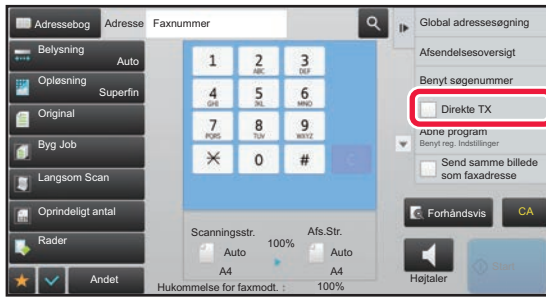 Adressebog
Adresse
Faxnummer
Belysning
Auto
Opløsning
Superfin
Original
Byg Job
Langsom Scan
Oprindeligt antal
Rader
Andet
1
2
ABC
3
DEF
4
GHI
5
JKL
6
MNO
7
PQRS
8
TUV
9
WXYZ
0
#
C
Scanningsstr.
Auto
A4
100%
Afs.Str.
Auto
A4
Hukommelse for faxmodt. :
100%
Global adressesøgning
Afsendelsesoversigt
Benyt søgenummer
Direkte TX
Åbne program
Benyt reg. Indstillinger
Send samme billede
som faxadresse
Forhåndsvis
CA
Højtaler
Start